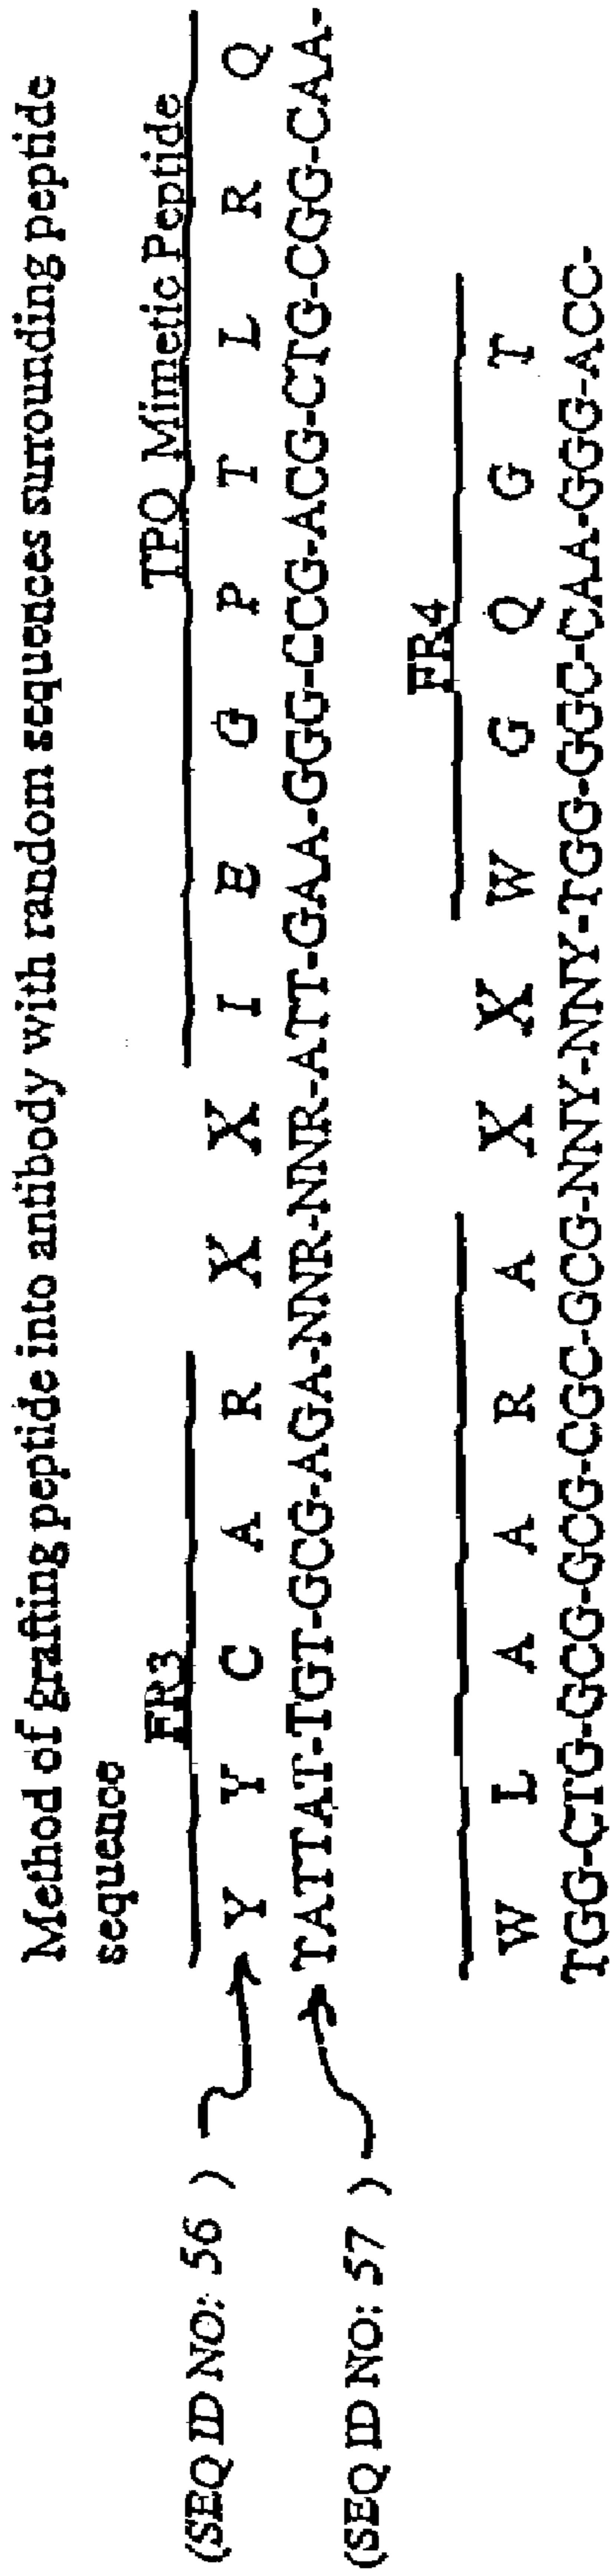 Method of grafting peptide into antibody with random sequences surrounding peptide
sequence
FR3 TPO Mimetic Peptide
(SEQ ID NO: 56 ) Y Y C A R X X I E G P T L R Q
(SEQ ID NO: 57 ) TATTAT-TGT-GCG-AGA-NNR-NNR-ATT-GAA-GGG-CCG-ACG-CTG-CGG-CAA-
FR4
W L A A R A X X W G Q G T
TGG-CTG-GCG-GCG-CGC-GCG-NNY-NNY-TGG-GGC-CAA-GGG-ACC-